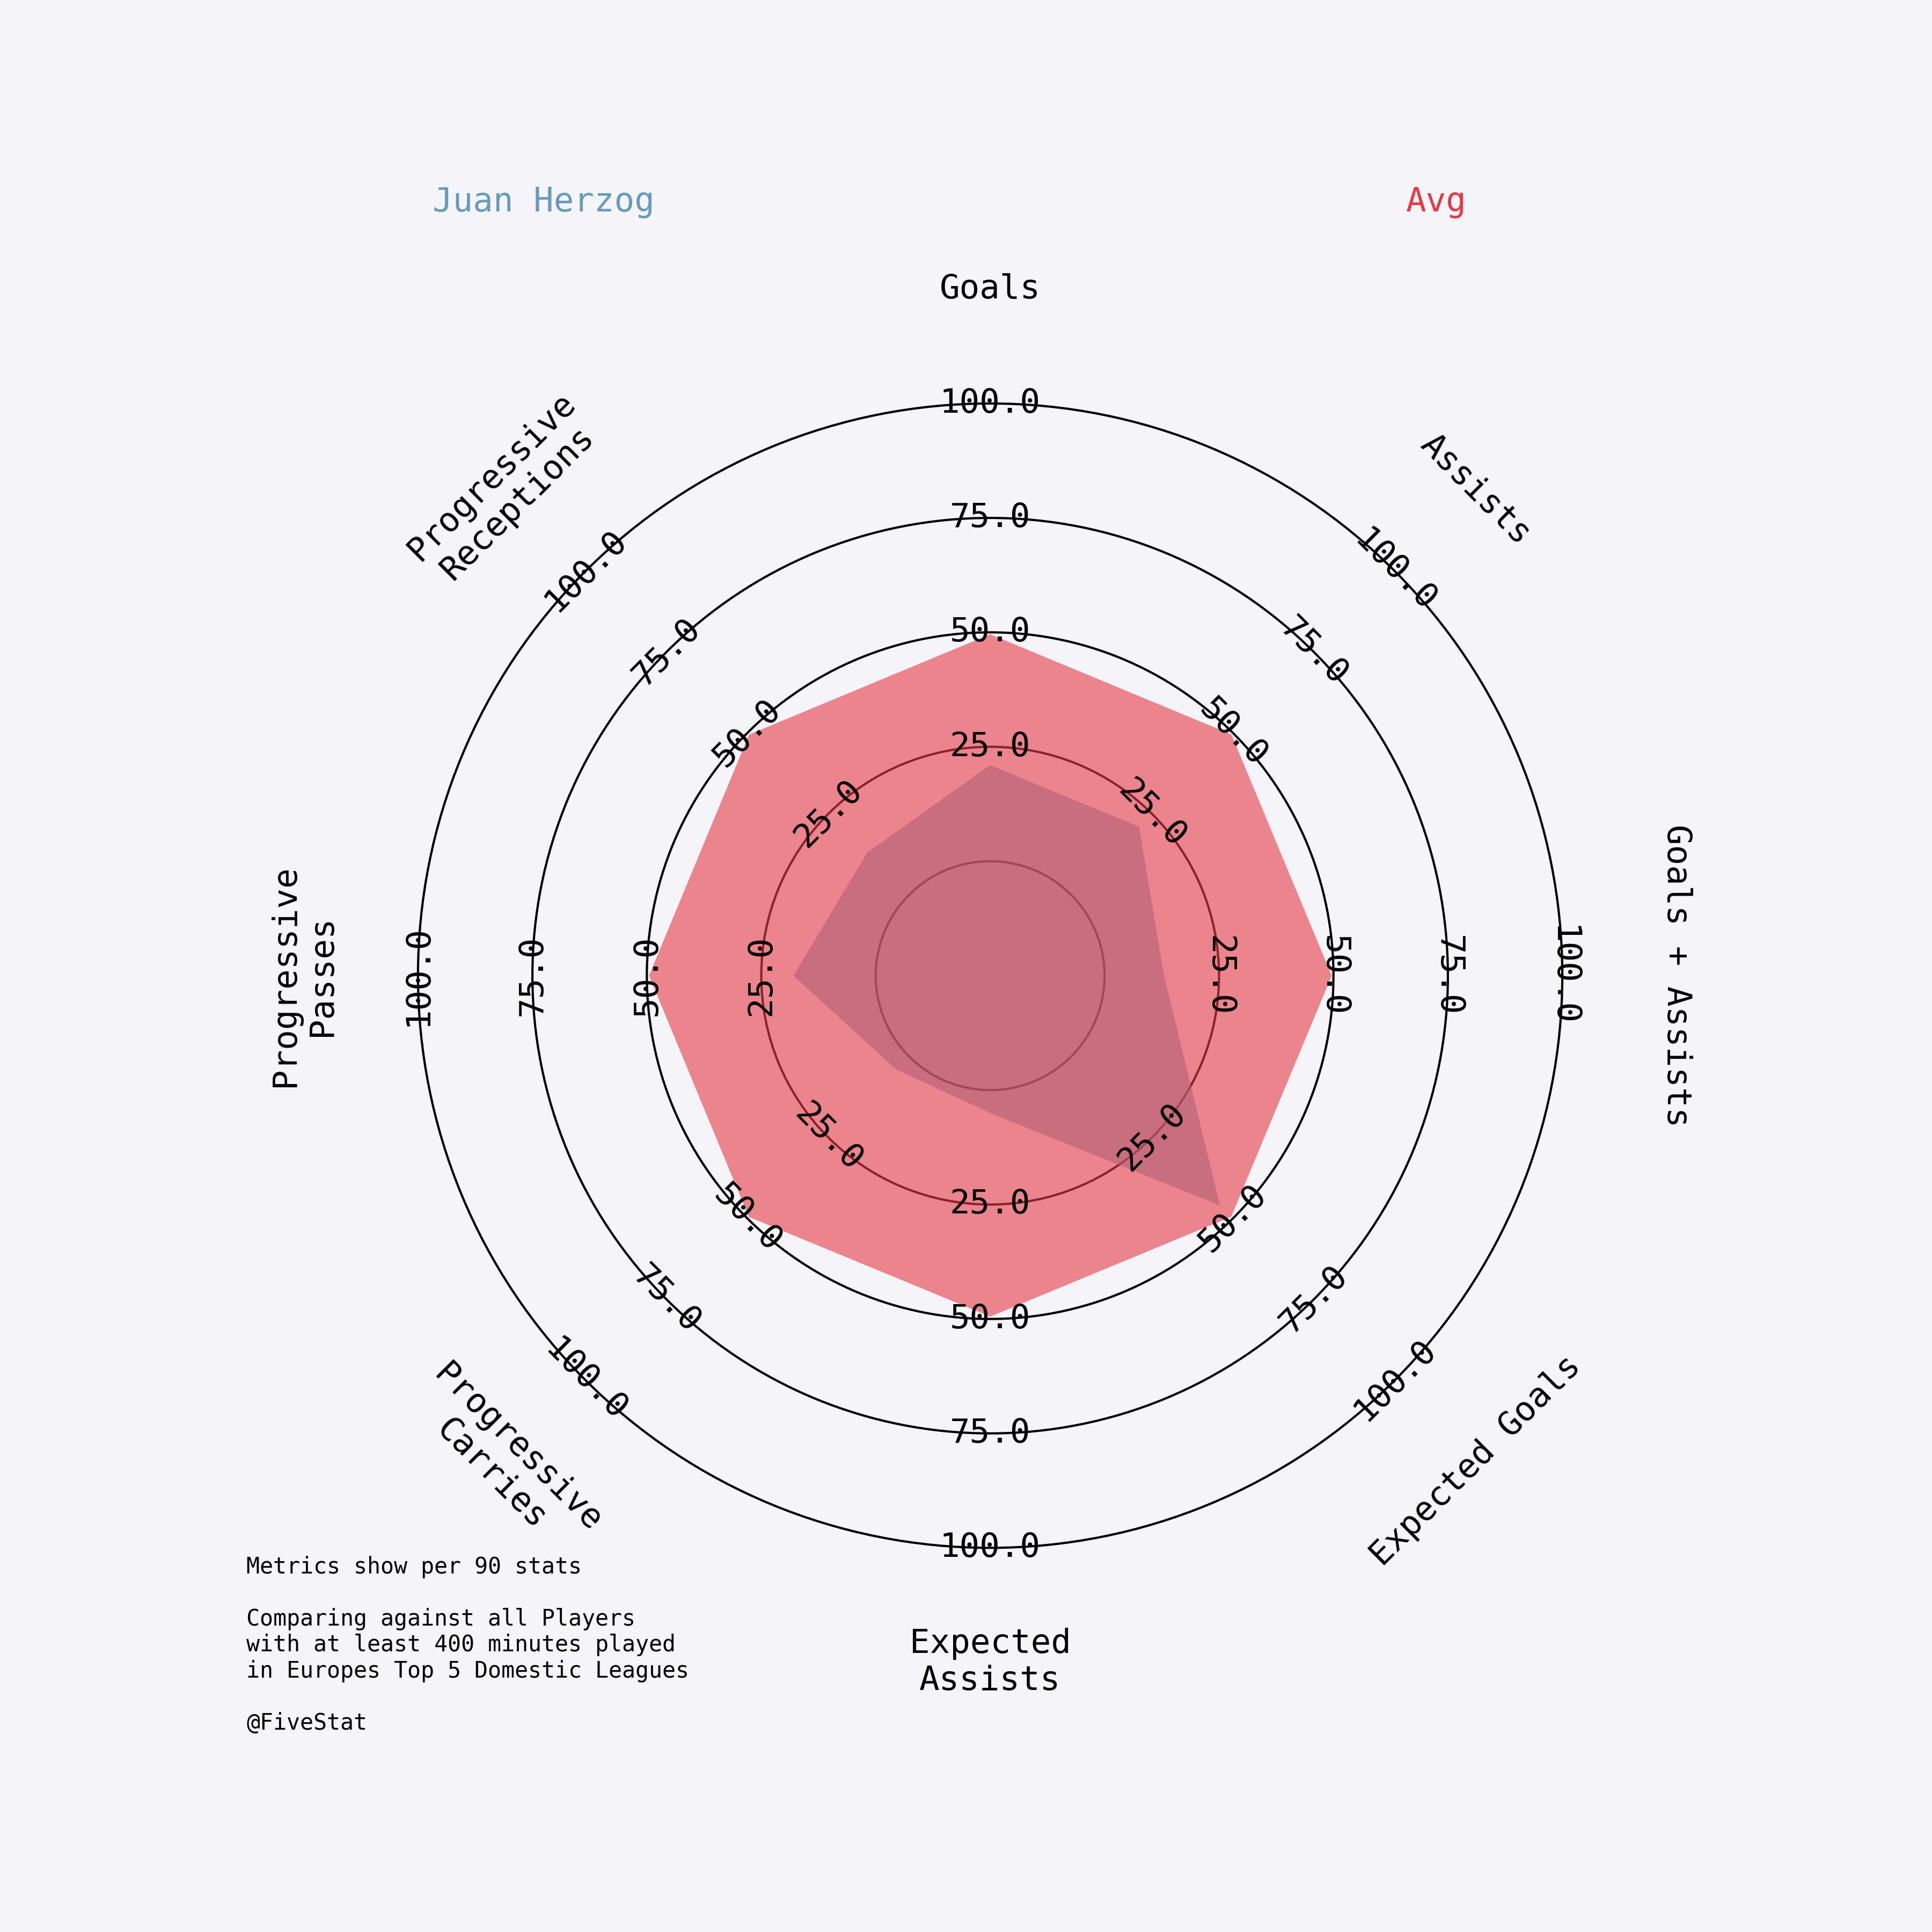 Juan Herzog
Avg
Goals
Assists
Goals + Assists
Expected Goals
Expected
Assists
Progressive
Carries
Progressive
Passes
Progressive
Receptions
25.0
50.0
75.0
100.0
25.0
50.0
75.0
100.0
25.0
50.0
75.0
100.0
25.0
50.0
75.0
100.0
25.0
50.0
75.0
100.0
25.0
50.0
75.0
100.0
25.0
50.0
75.0
100.0
25.0
50.0
75.0
100.0
Metrics show per 90 stats
Comparing against all Players
with at least 400 minutes played
in Europes Top 5 Domestic Leagues
@FiveStat